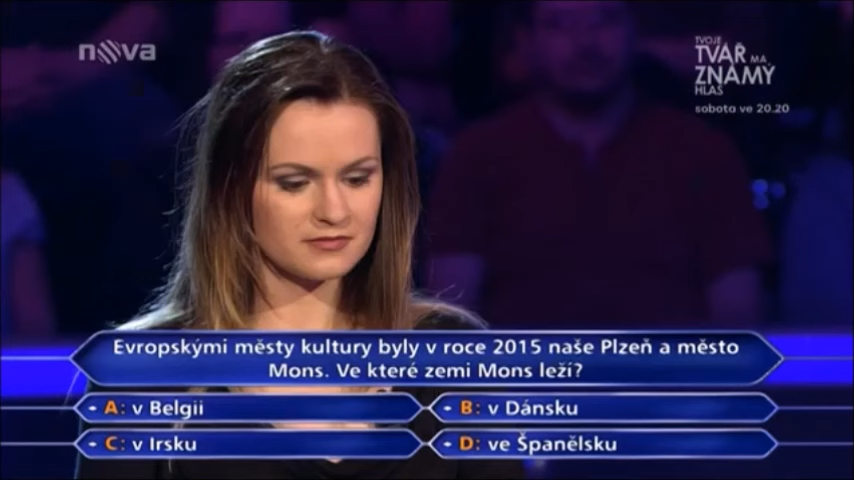 nova
TVOJE
TVÁŘ MÁ
ZNÁMÝ
HLAS
sobota ve 20.20
Evropskými městy kultury byly v roce 2015 naše Plzeň a město
Mons. Ve které zemi Mons leží?
A: v Belgii
B: v Dánsku
C: v Irsku
D: ve Španělsku